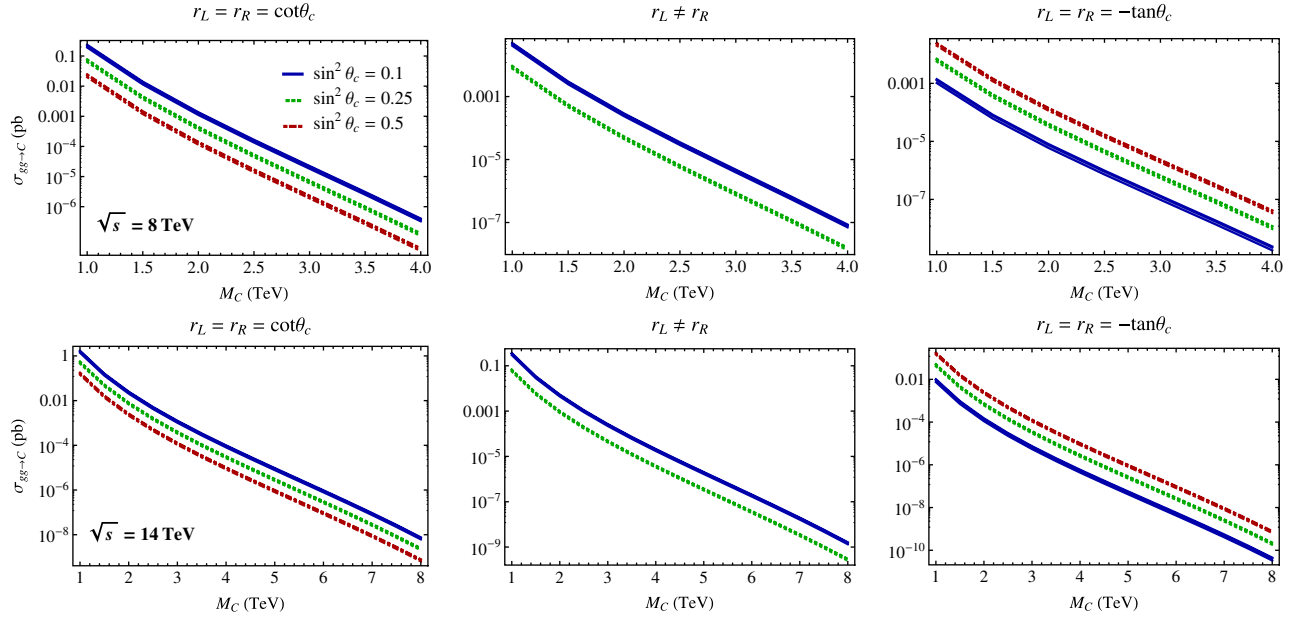 r_L = r_R = cotθ_c
r_L ≠ r_R
r_L = r_R = −tanθ_c
σ_{gg→C} (pb
0.1
0.01
0.001
10^{−4}
10^{−5}
10^{−6}
sin² θ_c = 0.1
sin² θ_c = 0.25
sin² θ_c = 0.5
√s = 8 TeV
1.0 1.5 2.0 2.5 3.0 3.5 4.0
M_C (TeV)
0.001
10^{−5}
10^{−7}
1.0 1.5 2.0 2.5 3.0 3.5 4.0
M_C (TeV)
0.001
10^{−5}
10^{−7}
1.0 1.5 2.0 2.5 3.0 3.5 4.0
M_C (TeV)
r_L = r_R = cotθ_c
r_L ≠ r_R
r_L = r_R = −tanθ_c
σ_{gg→C} (pb)
1
0.01
10^{−4}
10^{−6}
10^{−8}
√s = 14 TeV
1 2 3 4 5 6 7 8
M_C (TeV)
0.1
0.001
10^{−5}
10^{−7}
10^{−9}
1 2 3 4 5 6 7 8
M_C (TeV)
0.01
10^{−4}
10^{−6}
10^{−8}
10^{−10}
1 2 3 4 5 6 7 8
M_C (TeV)